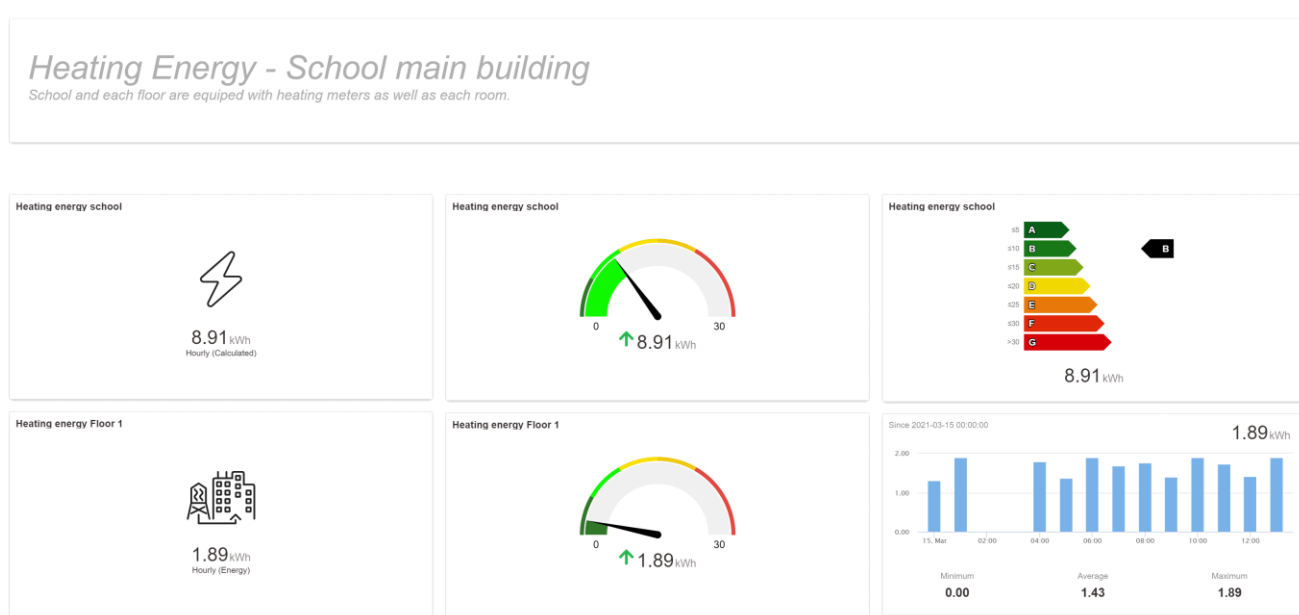 Heating Energy - School main building
School and each floor are equiped with heating meters as well as each room.
Heating energy school
8.91 kWh
Hourly (Calculated)
Heating energy school
0
30
8.91 kWh
Heating energy school
≤5 A
≤10 B
B
≤15 C
≤20 D
≤25 E
≤30 F
>30 G
8.91 kWh
Heating energy Floor 1
1.89 kWh
Hourly (Energy)
Heating energy Floor 1
0
30
1.89 kWh
Since 2021-03-15 00:00:00
1.89 kWh
2.00
1.00
0.00
15. Mar 02:00 04:00 06:00 08:00 10:00 12:00
Minimum Average Maximum
0.00 1.43 1.89